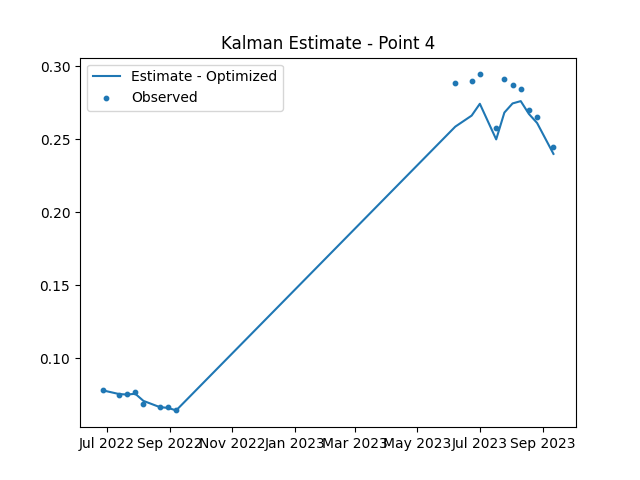 Kalman Estimate - Point 4
Estimate - Optimized
Observed
0.30
0.25
0.20
0.15
0.10
Jul 2022 Sep 2022 Nov 2022 Jan 2023 Mar 2023 May 2023 Jul 2023 Sep 2023